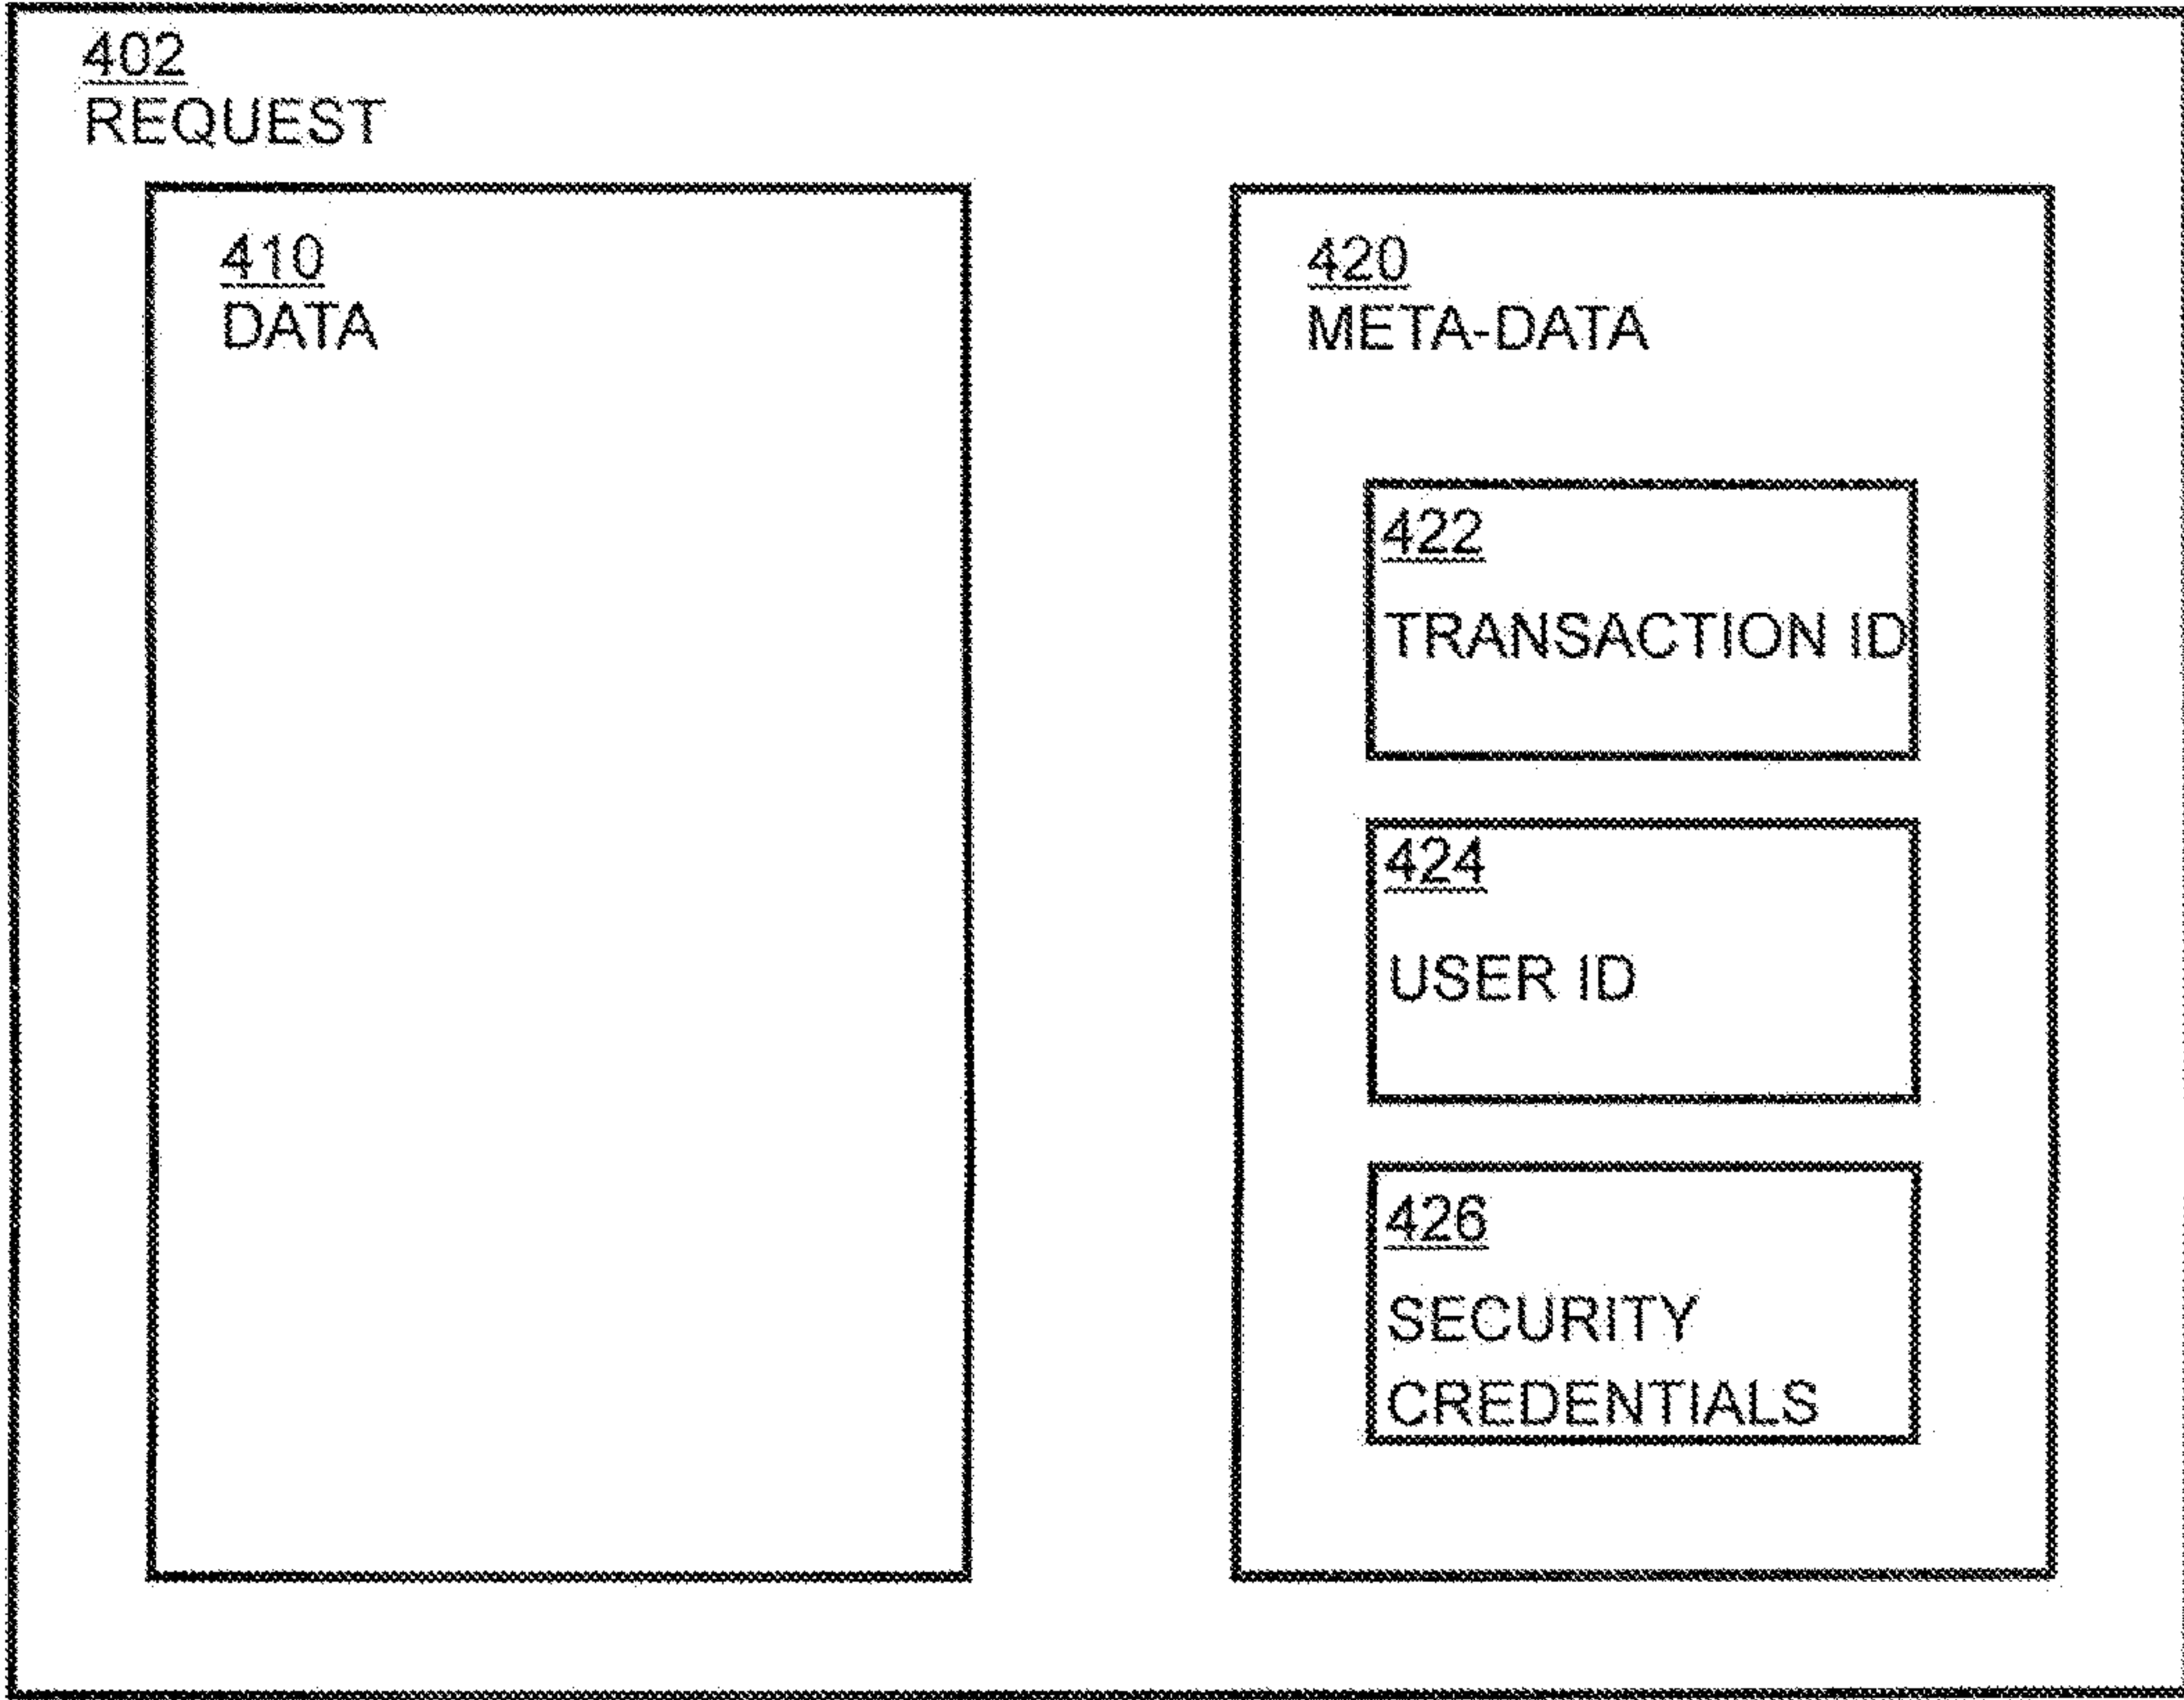 402
REQUEST
410
DATA
420
META-DATA
422
TRANSACTION ID
424
USER ID
426
SECURITY
CREDENTIALS